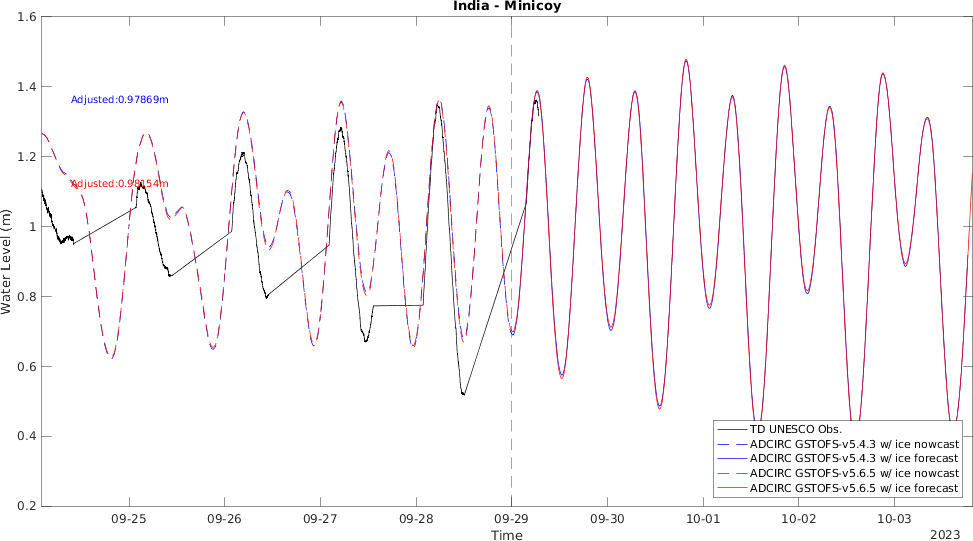 India - Minicoy
1.6
1.4
1.2
1
0.8
0.6
0.4
0.2
Water Level (m)
Adjusted:0.97869m
Adjusted:0.98154m
TD UNESCO Obs.
ADCIRC GSTOFS-v5.4.3 w/ ice nowcast
ADCIRC GSTOFS-v5.4.3 w/ ice forecast
ADCIRC GSTOFS-v5.6.5 w/ ice nowcast
ADCIRC GSTOFS-v5.6.5 w/ ice forecast
09-25 09-26 09-27 09-28 09-29 09-30 10-01 10-02 10-03
Time
2023